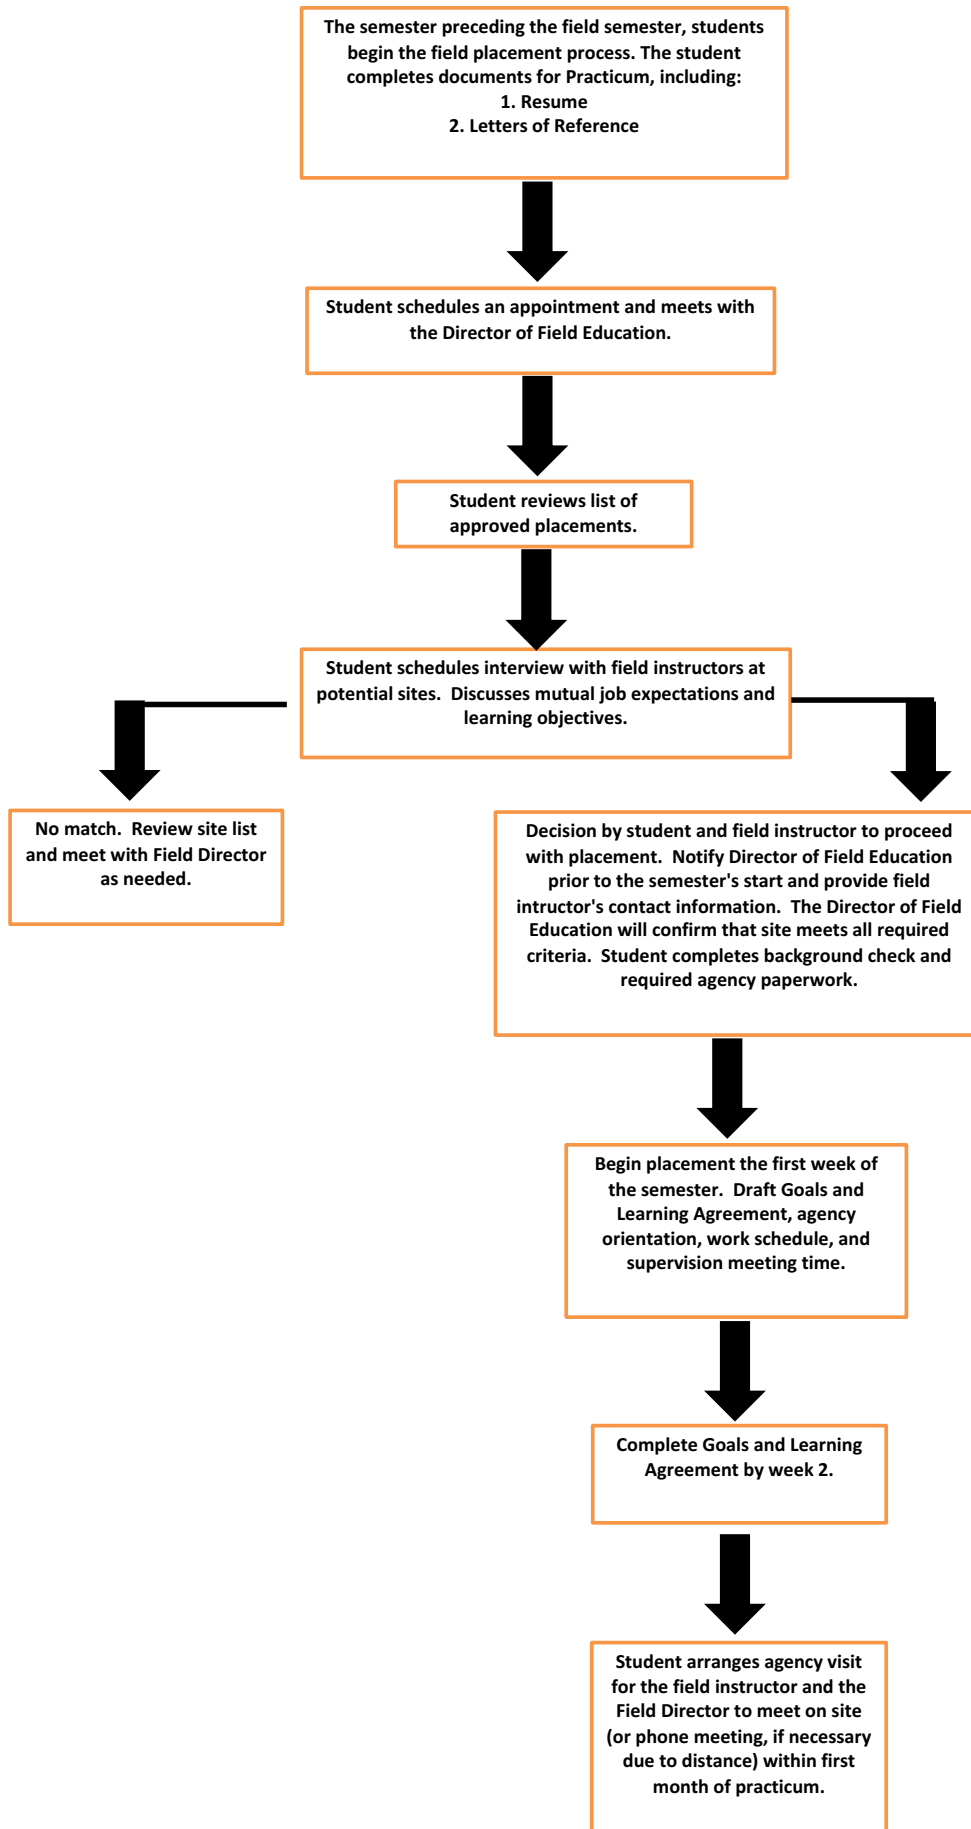 The semester preceding the field semester, students
begin the field placement process. The student
completes documents for Practicum, including:
1. Resume
2. Letters of Reference
Student schedules an appointment and meets with
the Director of Field Education.
Student reviews list of
approved placements.
Student schedules interview with field instructors at
potential sites. Discusses mutual job expectations and
learning objectives.
No match. Review site list
and meet with Field Director
as needed.
Decision by student and field instructor to proceed
with placement. Notify Director of Field Education
prior to the semester's start and provide field
intructor's contact information. The Director of Field
Education will confirm that site meets all required
criteria. Student completes background check and
required agency paperwork.
Begin placement the first week of
the semester. Draft Goals and
Learning Agreement, agency
orientation, work schedule, and
supervision meeting time.
Complete Goals and Learning
Agreement by week 2.
Student arranges agency visit
for the field instructor and the
Field Director to meet on site
(or phone meeting, if necessary
due to distance) within first
month of practicum.